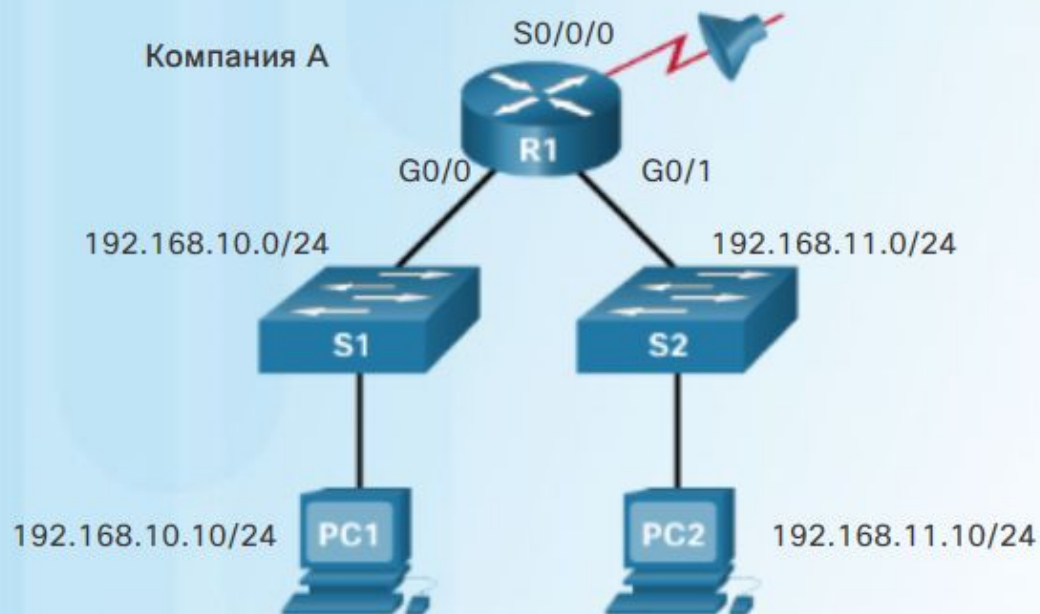 Компания А
S0/0/0
R1
G0/0
G0/1
192.168.10.0/24
192.168.11.0/24
S1
S2
192.168.10.10/24
PC1
PC2
192.168.11.10/24